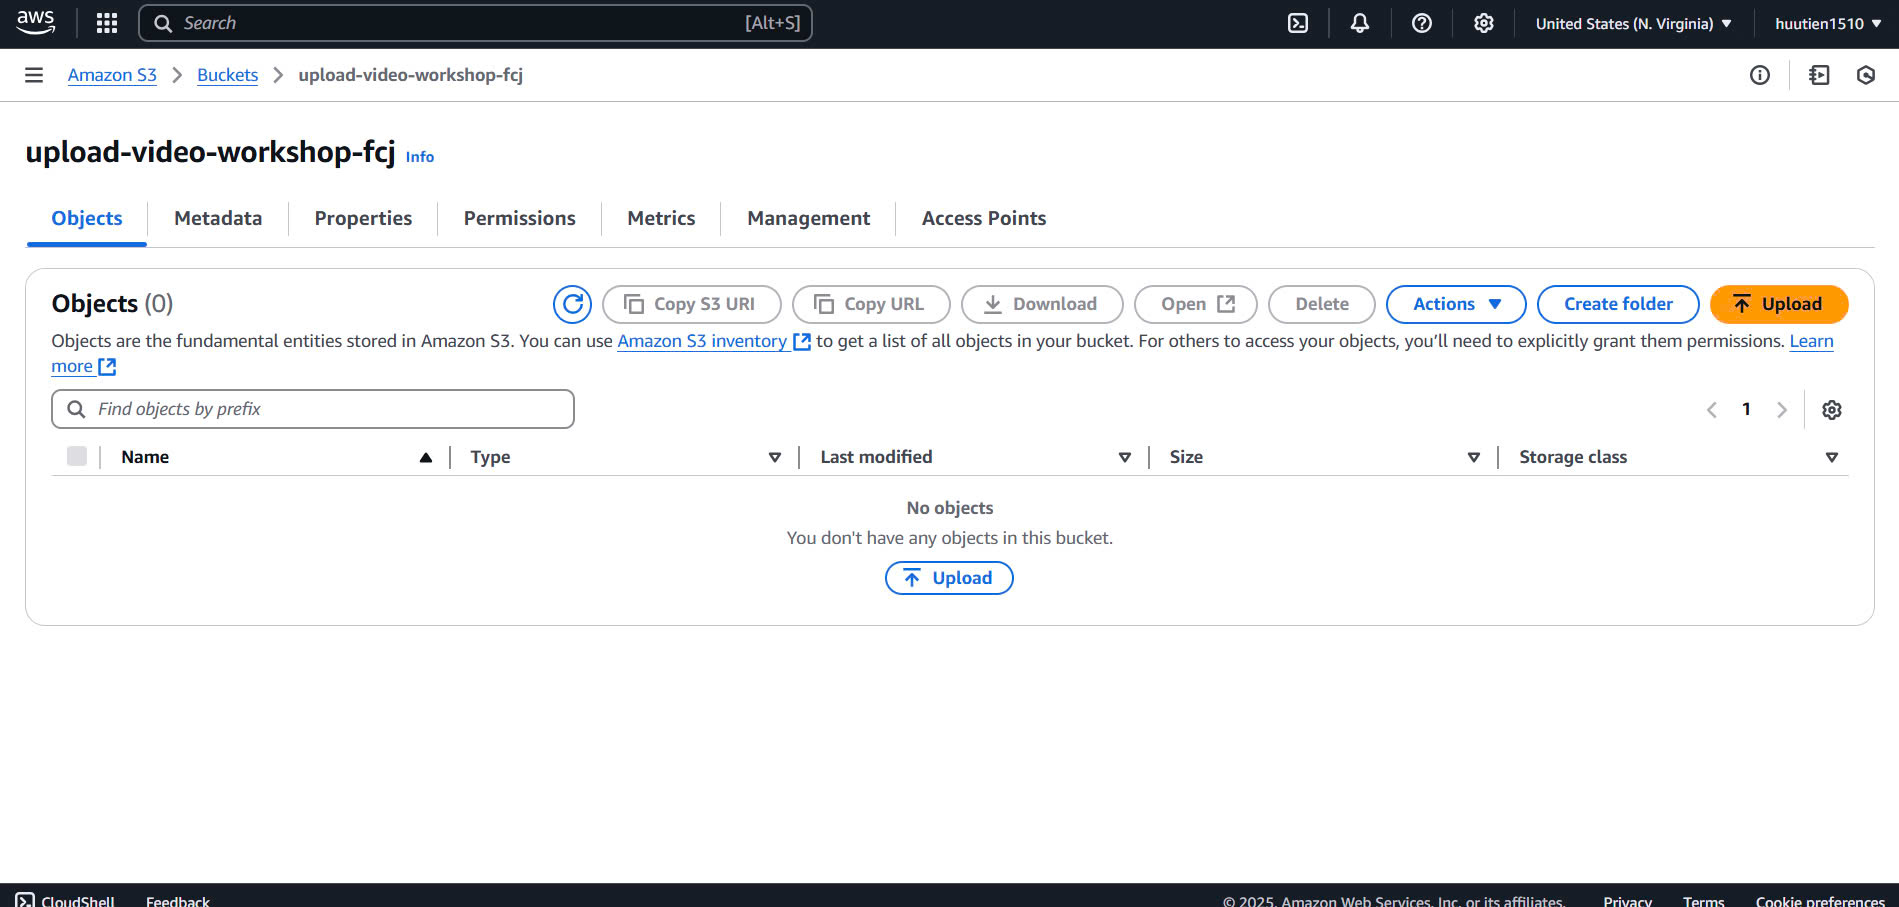 aws
Search [Alt+S] United States (N. Virginia) huutien1510
Amazon S3 Buckets upload-video-workshop-fcj
upload-video-workshop-fcj Info
Objects Metadata Properties Permissions Metrics Management Access Points
Objects (0) Copy S3 URI Copy URL Download Open Delete Actions Create folder Upload
Objects are the fundamental entities stored in Amazon S3. You can use Amazon S3 inventory to get a list of all objects in your bucket. For others to access your objects, you’ll need to explicitly grant them permissions. Learn
more
Find objects by prefix 1
Name Type Last modified Size Storage class
No objects
You don't have any objects in this bucket.
Upload
CloudShell Feedback © 2025, Amazon Web Services, Inc. or its affiliates. Privacy Terms Cookie preferences